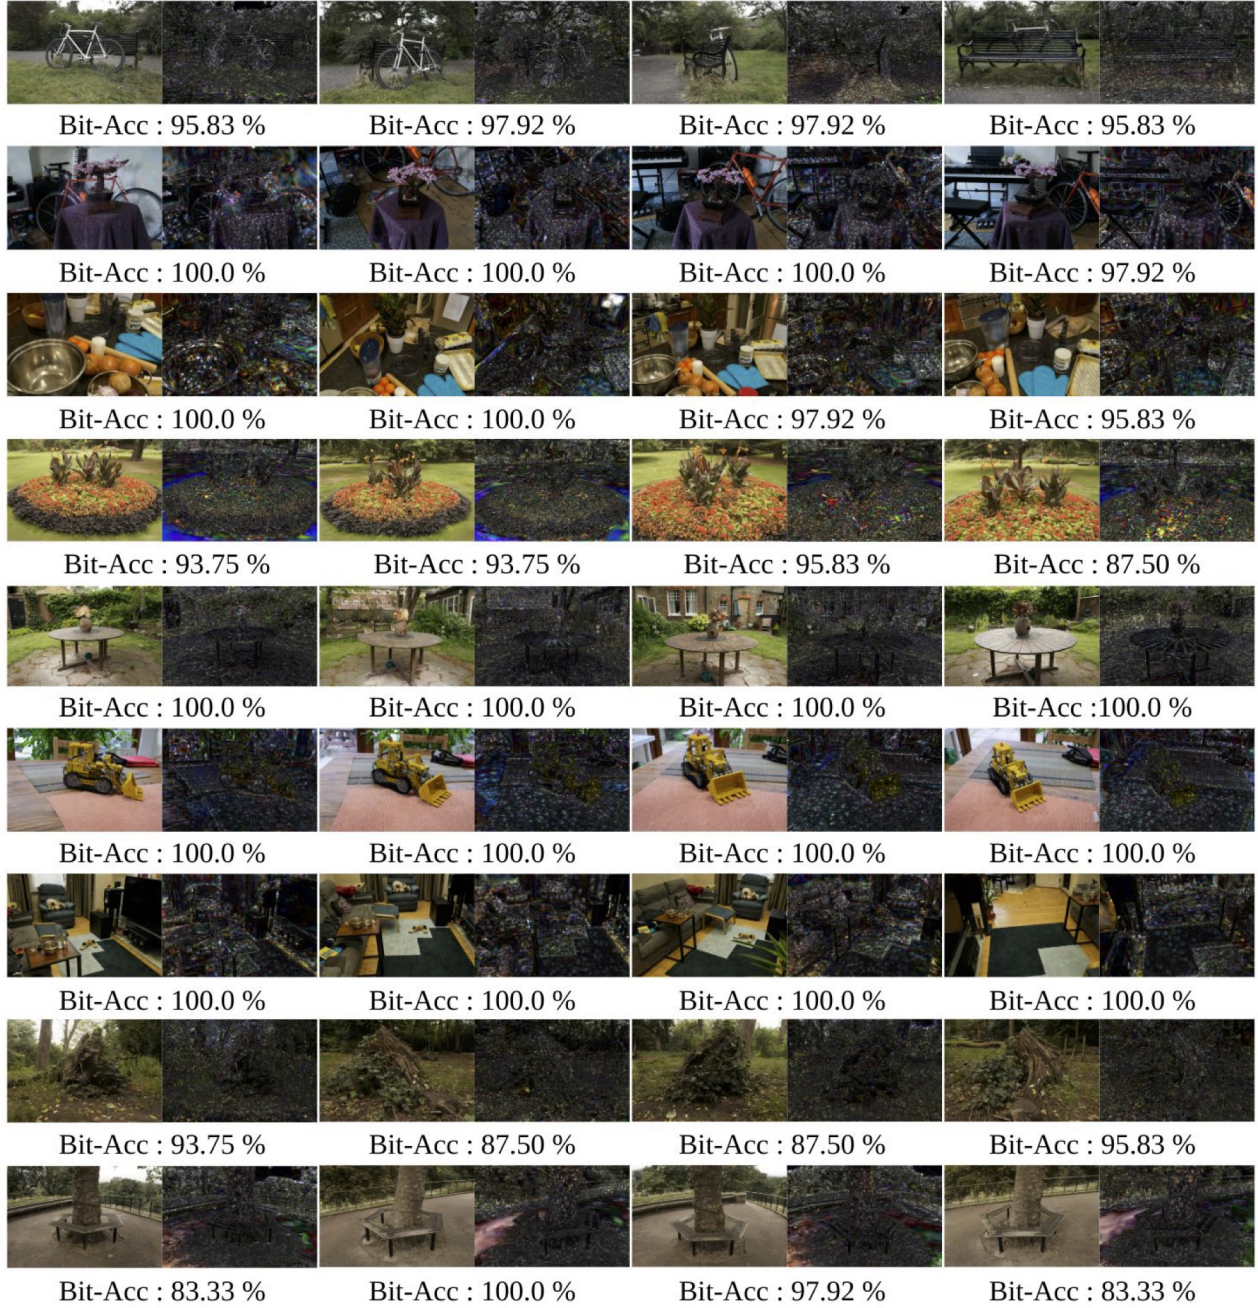 Bit-Acc : 95.83 % Bit-Acc : 97.92 % Bit-Acc : 97.92 % Bit-Acc : 95.83 %
Bit-Acc : 100.0 % Bit-Acc : 100.0 % Bit-Acc : 100.0 % Bit-Acc : 97.92 %
Bit-Acc : 100.0 % Bit-Acc : 100.0 % Bit-Acc : 97.92 % Bit-Acc : 95.83 %
Bit-Acc : 93.75 % Bit-Acc : 93.75 % Bit-Acc : 95.83 % Bit-Acc : 87.50 %
Bit-Acc : 100.0 % Bit-Acc : 100.0 % Bit-Acc : 100.0 % Bit-Acc :100.0 %
Bit-Acc : 100.0 % Bit-Acc : 100.0 % Bit-Acc : 100.0 % Bit-Acc : 100.0 %
Bit-Acc : 100.0 % Bit-Acc : 100.0 % Bit-Acc : 100.0 % Bit-Acc : 100.0 %
Bit-Acc : 93.75 % Bit-Acc : 87.50 % Bit-Acc : 87.50 % Bit-Acc : 95.83 %
Bit-Acc : 83.33 % Bit-Acc : 100.0 % Bit-Acc : 97.92 % Bit-Acc : 83.33 %